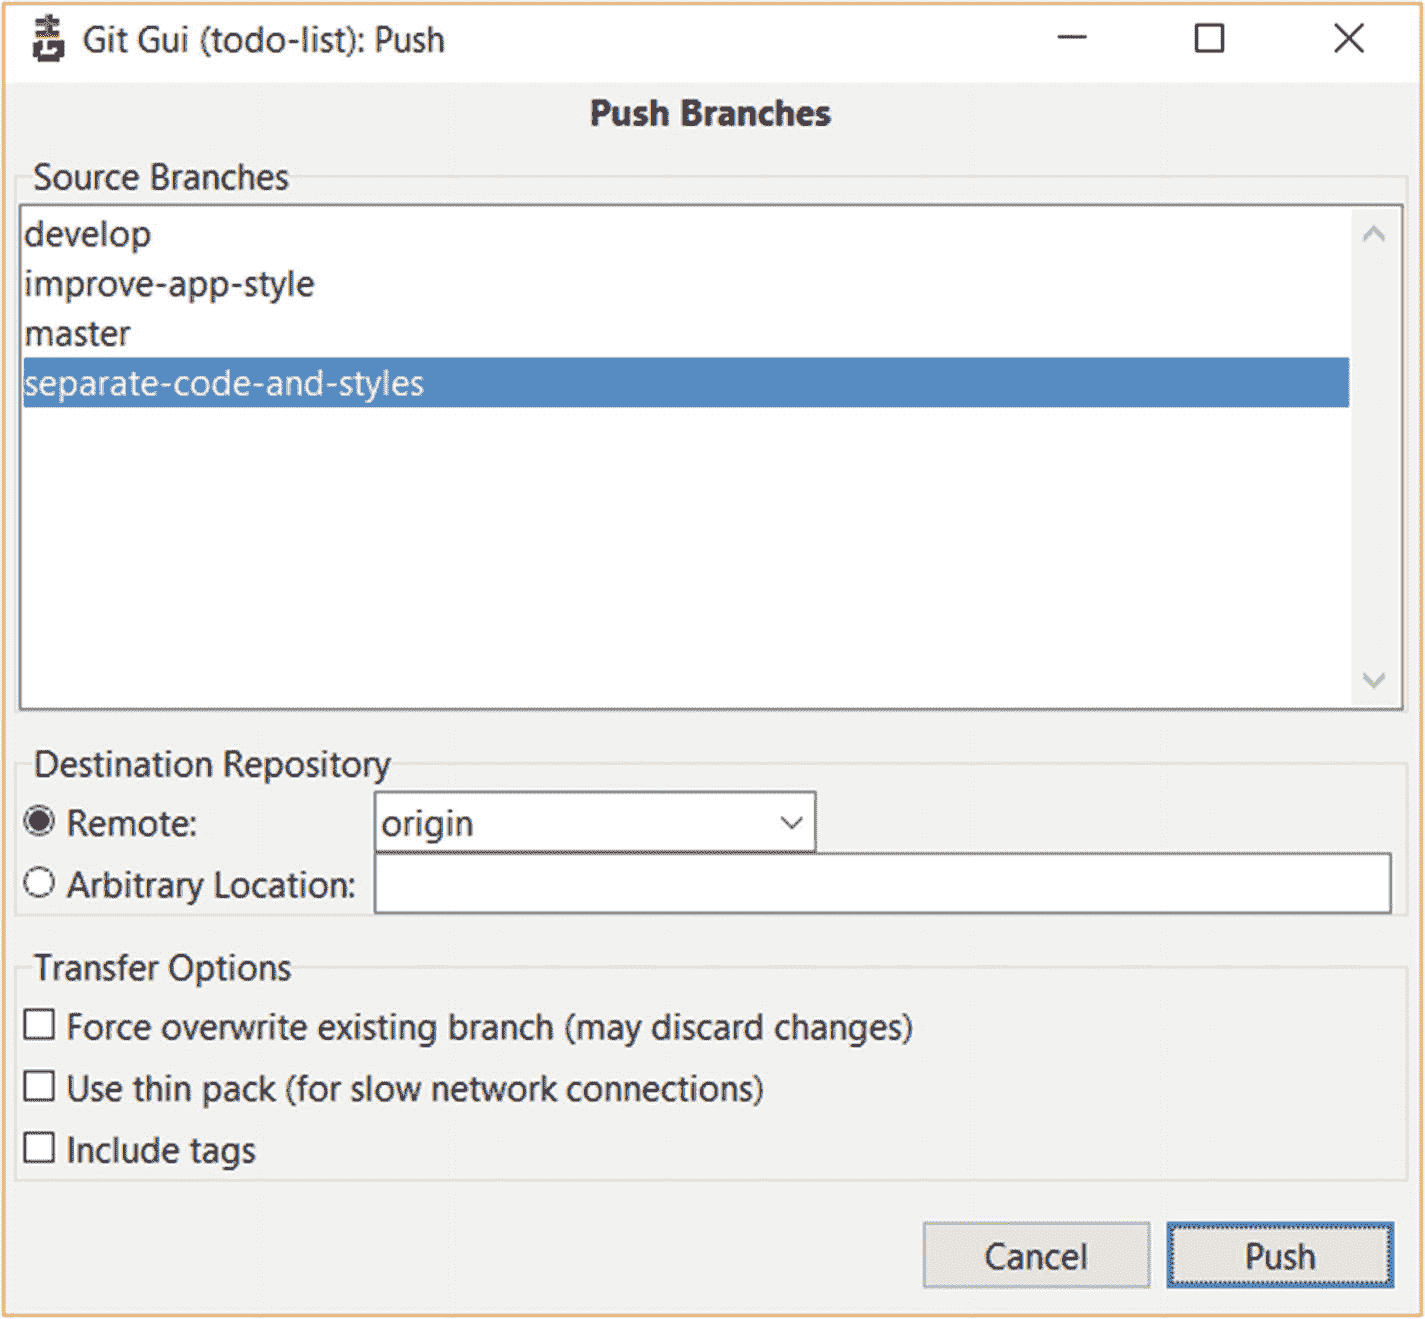 Git Gui (todo-list): Push
Push Branches
Source Branches
develop
improve-app-style
master
separate-code-and-styles
Destination Repository
Remote: origin
Arbitrary Location:
Transfer Options
Force overwrite existing branch (may discard changes)
Use thin pack (for slow network connections)
Include tags
Cancel Push